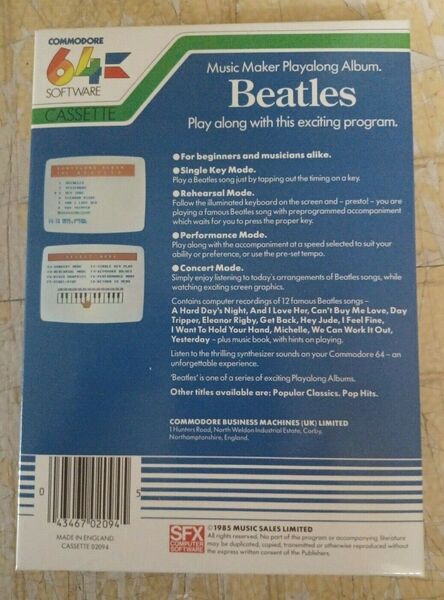 COMMODORE
64
SOFTWARE
CASSETTE
Music Maker Playalong Album.
Beatles
Play along with this exciting program.
●For beginners and musicians alike.
●Single Key Mode.
Play a Beatles song just by tapping out the timing on a key.
●Rehearsal Mode.
Follow the illuminated keyboard on the screen and – presto! – you are
playing a famous Beatles song with preprogrammed accompaniment
which waits for you to press the proper key.
●Performance Mode.
Play along with the accompaniment at a speed selected to suit your
ability or preference, or use the pre-set tempo.
●Concert Mode.
Simply enjoy listening to today's arrangements of Beatles songs, while
watching exciting screen graphics.
Contains computer recordings of 12 famous Beatles songs –
A Hard Day's Night, And I Love Her, Can't Buy Me Love, Day
Tripper, Eleanor Rigby, Get Back, Hey Jude, I Feel Fine,
I Want To Hold Your Hand, Michelle, We Can Work It Out,
Yesterday – plus music book, with hints on playing.
Listen to the thrilling synthesizer sounds on your Commodore 64 – an
unforgettable experience.
'Beatles' is one of a series of exciting Playalong Albums.
Other titles available are: Popular Classics. Pop Hits.
COMMODORE BUSINESS MACHINES (UK) LIMITED
1 Hunters Road, North Weldon Industrial Estate, Corby,
Northamptonshire, England.
0 43467 02094 5
MADE IN ENGLAND
CASSETTE 02094
SFX
COMPUTER
SOFTWARE
©1985 MUSIC SALES LIMITED
All rights reserved. No part of the program or accompanying literature
may be duplicated, copied, transmitted or otherwise reproduced without
the express written consent of the Publishers.